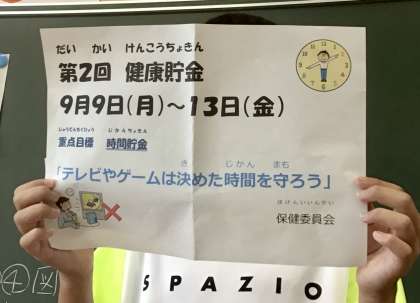 だい かい けんこうちょきん
第2回 健康貯金
9月9日(月)～13日(金)
じゅうてんもくひょう じかんちょきん
重点目標 時間貯金
き じかん まも
「テレビやゲームは決めた時間を守ろう」
ほけんいいんかい
保健委員会
SPAZIO